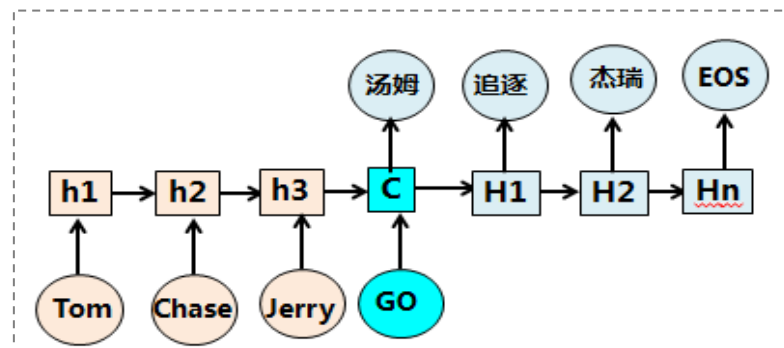 汤姆 追逐 杰瑞 EOS
h1 h2 h3 C H1 H2 Hn
Tom Chase Jerry GO